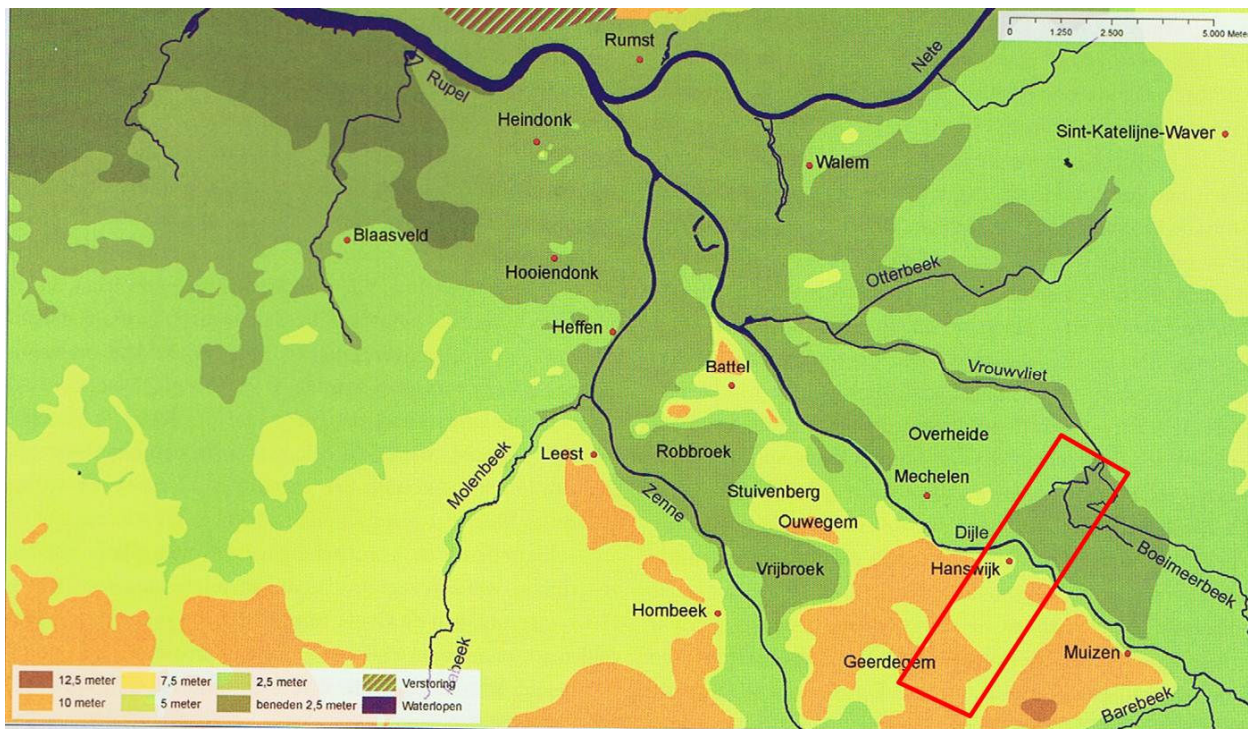 0 1.250 2.500 5.000 Meter
Rumst
Nete
Rupel
Heindonk
Sint-Katelijne-Waver
Walem
Blaasveld
Hooiendonk
Otterbeek
Heffen
Battel
Vrouwvliet
Overheide
Robbroek
Leest
Molenbeek
Mechelen
Stuivenberg
Zenne
Ouwegem
Dijle
Boeimeerbeek
Vrijbroek
Hanswijk
Hombeek
Muizen
Geerdegem
Barebeek
12,5 meter 7,5 meter 2,5 meter Verstoring
10 meter 5 meter beneden 2,5 meter Waterlopen